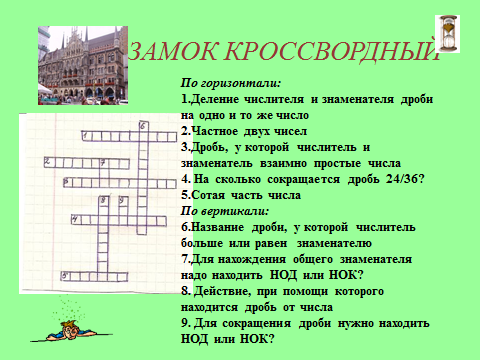 ЗАМОК КРОССВОРДНЫЙ
По горизонтали:
1.Деление числителя и знаменателя дроби
на одно и то же число
2.Частное двух чисел
3.Дробь, у которой числитель и
знаменатель взаимно простые числа
4. На сколько сокращается дробь 24/36?
5.Сотая часть числа
По вертикали:
6.Название дроби, у которой числитель
больше или равен знаменателю
7.Для нахождения общего знаменателя
надо находить НОД или НОК?
8. Действие, при помощи которого
находится дробь от числа
9. Для сокращения дроби нужно находить
НОД или НОК?
6
1
2
7
3
8
9
4
5